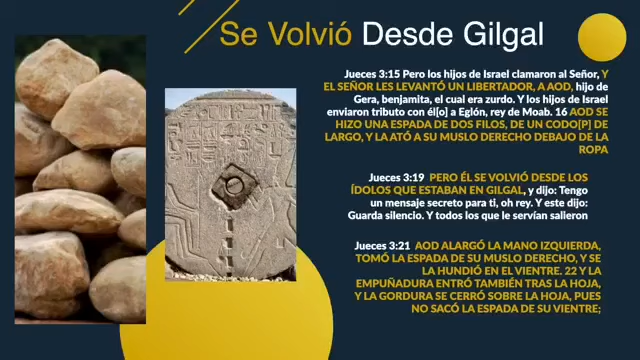 Se Volvió Desde Gilgal
Jueces 3:15 Pero los hijos de Israel clamaron al Señor, Y
EL SEÑOR LES LEVANTÓ UN LIBERTADOR, A AOD, hijo de
Gera, benjamita, el cual era zurdo. Y los hijos de Israel
enviaron tributo con él[o] a Eglón, rey de Moab. 16 AOD SE
HIZO UNA ESPADA DE DOS FILOS, DE UN CODO[P] DE
LARGO, Y LA ATÓ A SU MUSLO DERECHO DEBAJO DE LA
ROPA
Jueces 3:19 PERO ÉL SE VOLVIÓ DESDE LOS
ÍDOLOS QUE ESTABAN EN GILGAL, y dijo: Tengo
un mensaje secreto para ti, oh rey. Y este dijo:
Guarda silencio. Y todos los que le servían salieron
Jueces 3:21 AOD ALARGÓ LA MANO IZQUIERDA,
TOMÓ LA ESPADA DE SU MUSLO DERECHO, Y SE
LA HUNDIÓ EN EL VIENTRE. 22 Y LA
EMPUÑADURA ENTRÓ TAMBIÉN TRAS LA HOJA,
Y LA GORDURA SE CERRÓ SOBRE LA HOJA, PUES
NO SACÓ LA ESPADA DE SU VIENTRE;